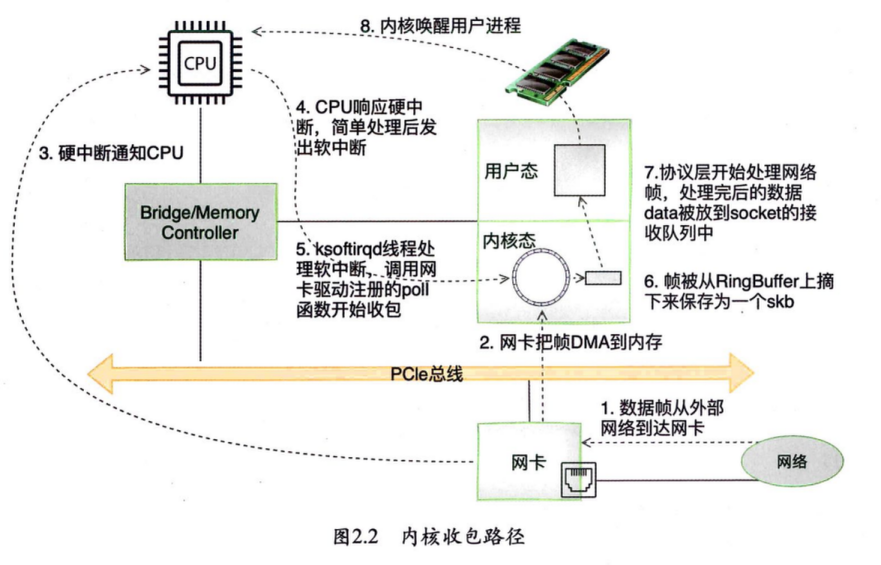 8. 内核唤醒用户进程
CPU
4. CPU响应硬中
断，简单处理后发
出软中断
3. 硬中断通知CPU
用户态
7.协议层开始处理网络
帧，处理完后的数据
data被放到socket的接
收队列中
Bridge/Memory
Controller
内核态
5. ksoftirqd线程处
理软中断，调用网
卡驱动注册的poll
函数开始收包
6. 帧被从RingBuffer上摘
下来保存为一个skb
2. 网卡把帧DMA到内存
PCIe总线
1. 数据帧从外部
网络到达网卡
网卡
网络
图2.2 内核收包路径